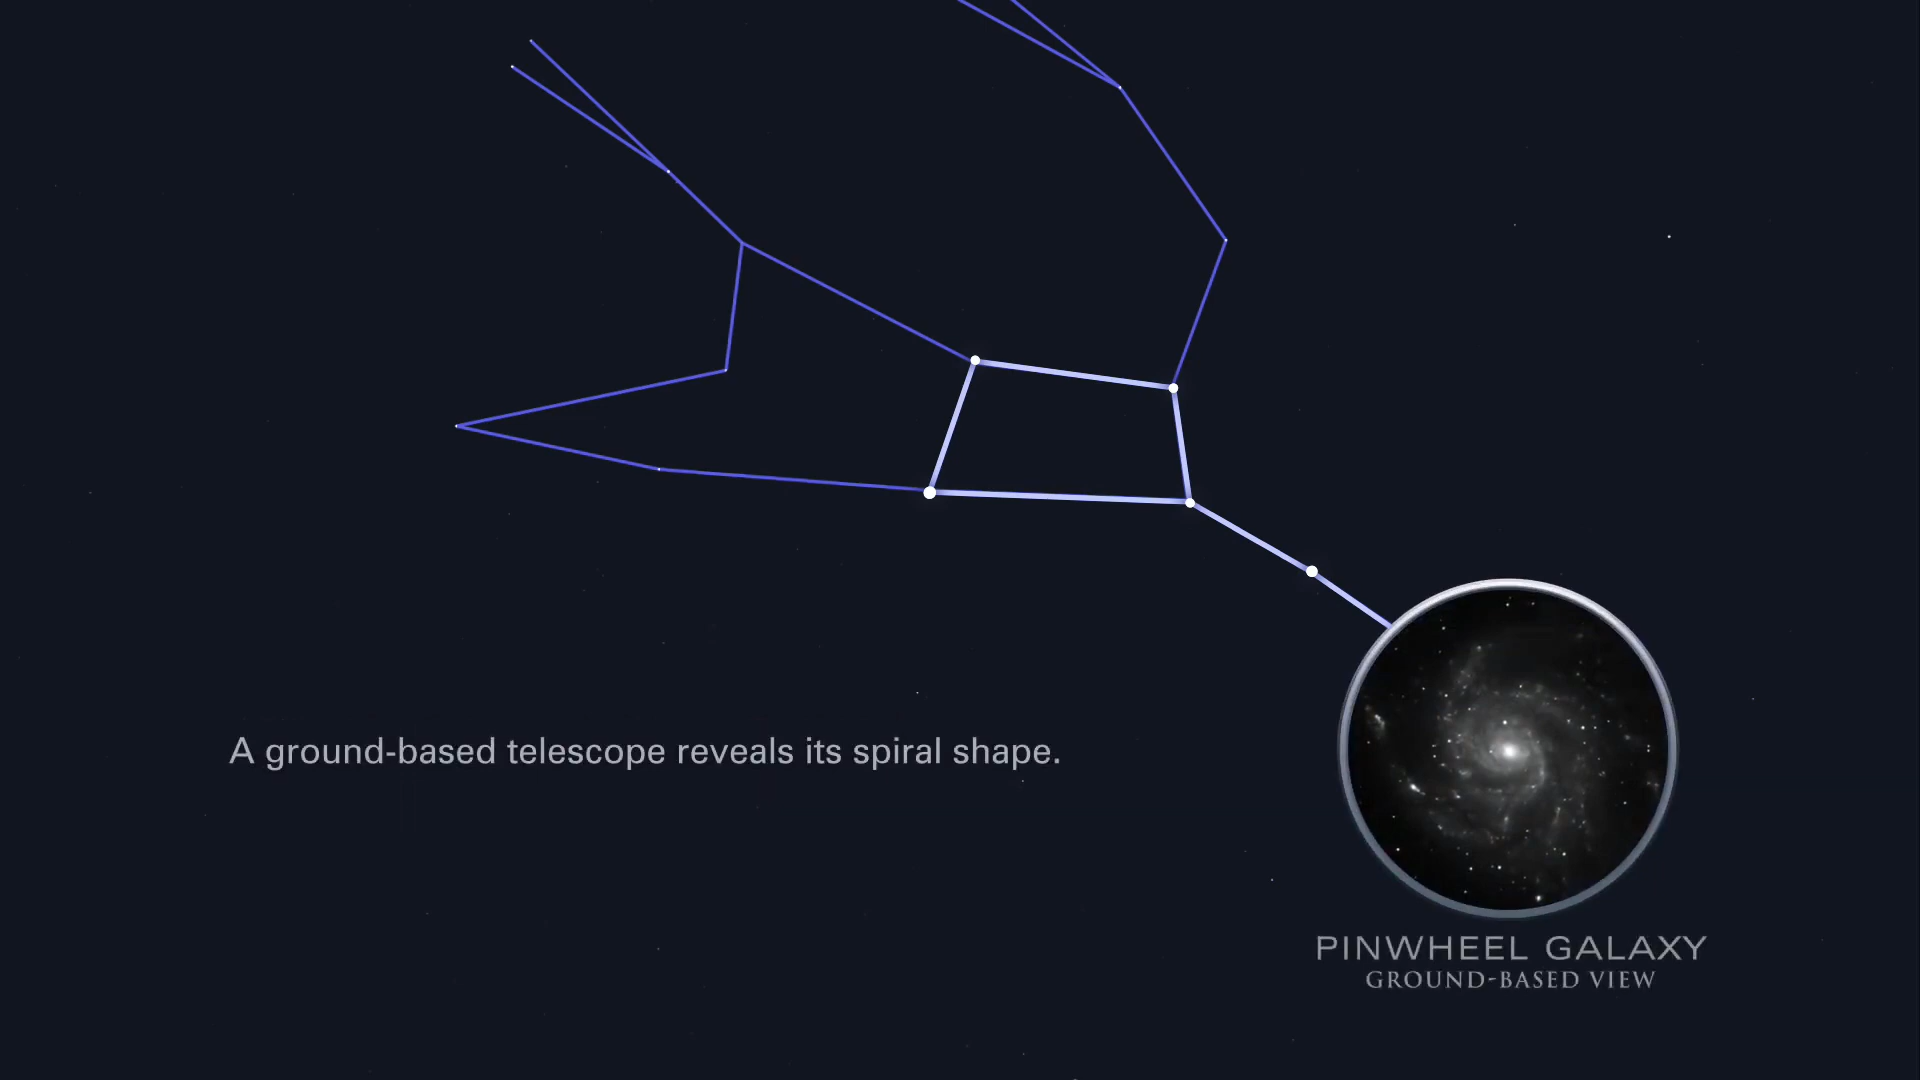 A ground-based telescope reveals its spiral shape.
PINWHEEL GALAXY
GROUND-BASED VIEW